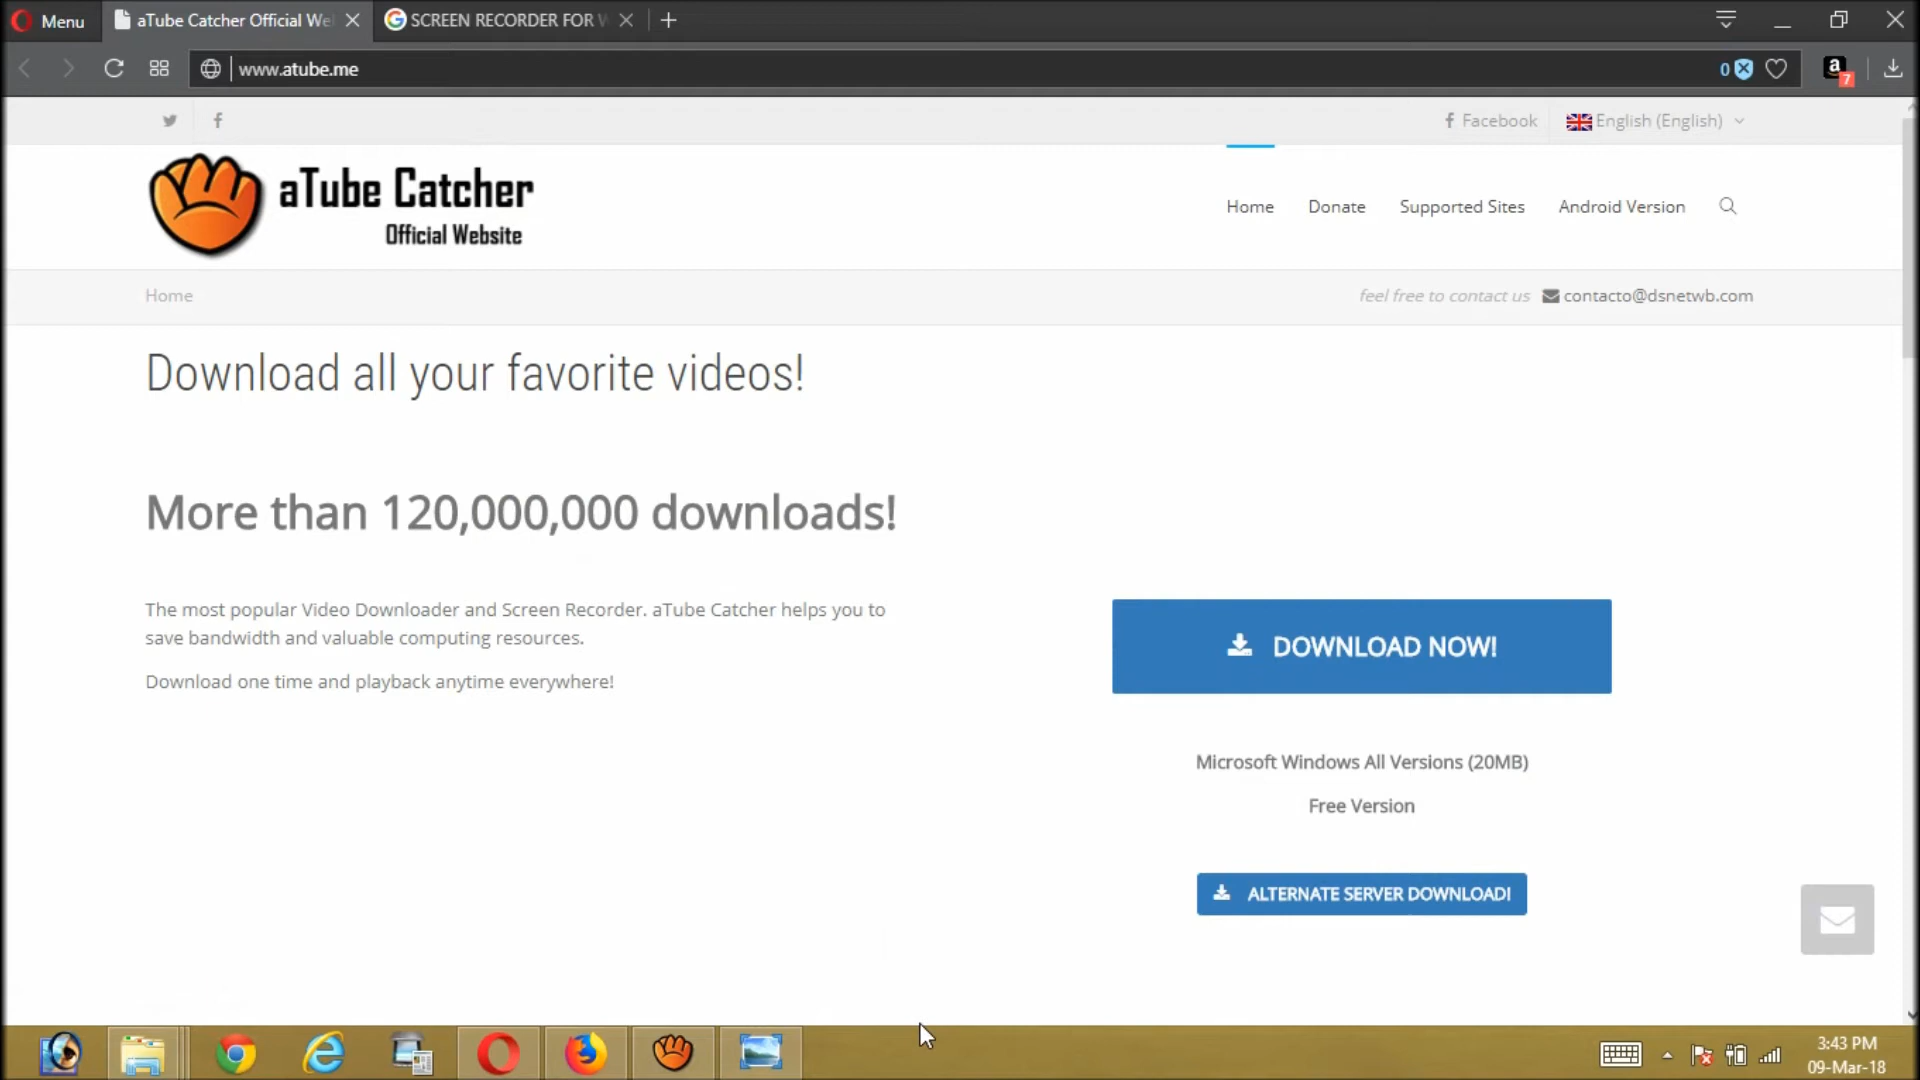 Menu
aTube Catcher Official We
SCREEN RECORDER FOR W
www.atube.me
0
a
7
Facebook
English (English)
aTube Catcher
Official Website
Home
Donate
Supported Sites
Android Version
Home
feel free to contact us
contacto@dsnetwb.com
Download all your favorite videos!
More than 120,000,000 downloads!
The most popular Video Downloader and Screen Recorder. aTube Catcher helps you to
save bandwidth and valuable computing resources.
Download one time and playback anytime everywhere!
DOWNLOAD NOW!
Microsoft Windows All Versions (20MB)
Free Version
ALTERNATE SERVER DOWNLOAD!
3:43 PM
09-Mar-18